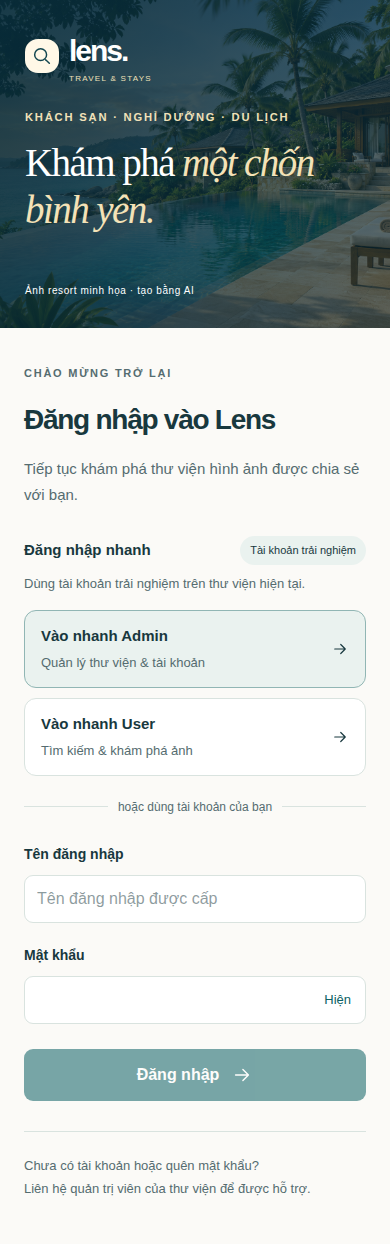 lens.
TRAVEL & STAYS
KHÁCH SẠN · NGHỈ DƯỠNG · DU LỊCH
Khám phá một chốn
bình yên.
Ảnh resort minh họa · tạo bằng AI
CHÀO MỪNG TRỞ LẠI
Đăng nhập vào Lens
Tiếp tục khám phá thư viện hình ảnh được chia sẻ
với bạn.
Đăng nhập nhanh
Tài khoản trải nghiệm
Dùng tài khoản trải nghiệm trên thư viện hiện tại.
Vào nhanh Admin
Quản lý thư viện & tài khoản
Vào nhanh User
Tìm kiếm & khám phá ảnh
hoặc dùng tài khoản của bạn
Tên đăng nhập
Tên đăng nhập được cấp
Mật khẩu
Hiện
Đăng nhập
Chưa có tài khoản hoặc quên mật khẩu?
Liên hệ quản trị viên của thư viện để được hỗ trợ.